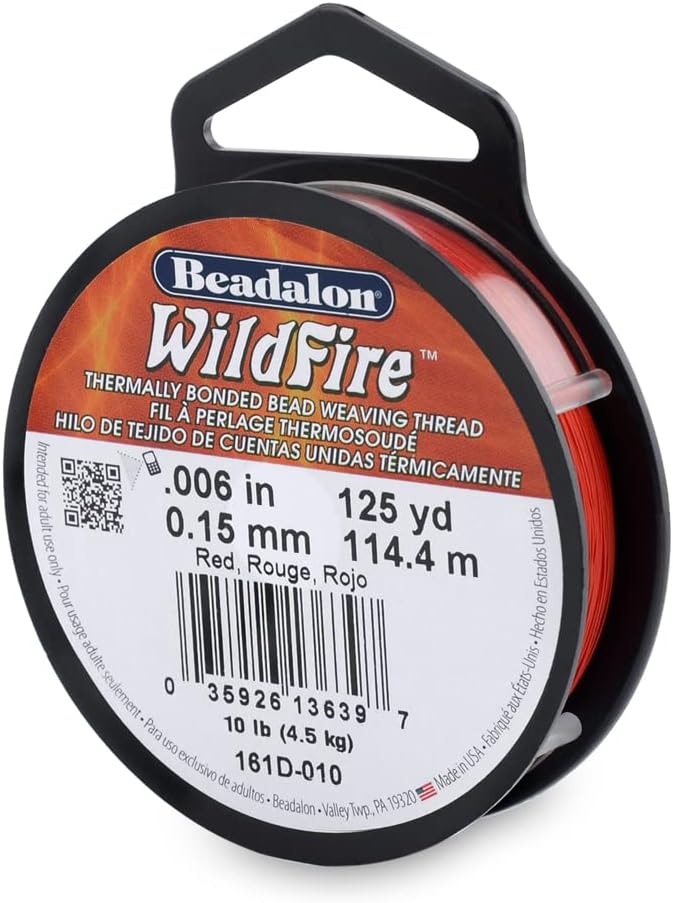 Beadalon®
WildFire™
THERMALLY BONDED BEAD WEAVING THREAD
FIL À PERLAGE THERMOSOUDÉ
HILO DE TEJIDO DE CUENTAS UNIDAS TÉRMICAMENTE
.006 in 125 yd
0.15 mm 114.4 m
Red, Rouge, Rojo
0 35926 13639 7
10 lb (4.5 kg)
161D-010
Intended for adult use only • Pour usage adulte seulement • Para uso exclusivo de adultos • Beadalon • Valley Twp., PA 19320 Made in USA • Fabriqué aux États-Unis • Hecho en Estados Unidos